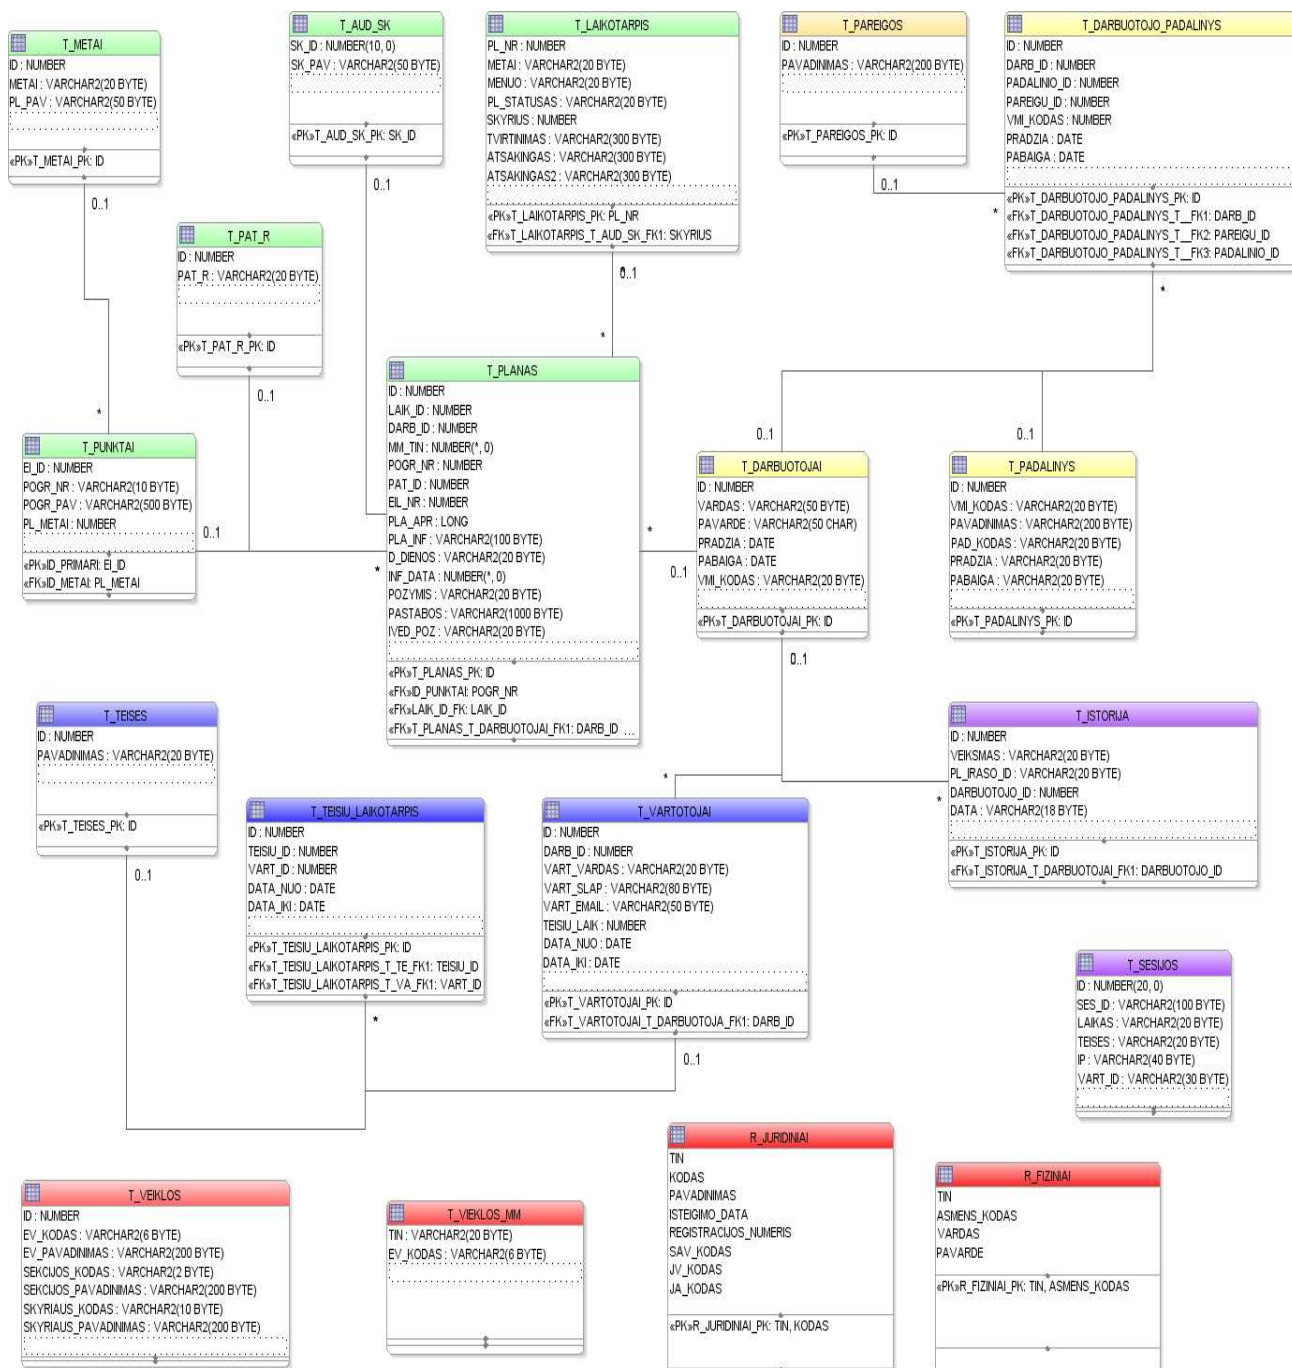 T_METAI
ID : NUMBER
METAI : VARCHAR2(20 BYTE)
PL_PAV : VARCHAR2(50 BYTE)
«PK»T_METAI_PK: ID
0..1
*
T_AUD_SK
SK_ID : NUMBER(10, 0)
SK_PAV : VARCHAR2(50 BYTE)
«PK»T_AUD_SK_PK: SK_ID
0..1
T_LAIKOTARPIS
PL_NR : NUMBER
METAI : VARCHAR2(20 BYTE)
MENUO : VARCHAR2(20 BYTE)
PL_STATUSAS : VARCHAR2(20 BYTE)
SKYRIUS : NUMBER
TVIRTINIMAS : VARCHAR2(300 BYTE)
ATSAKINGAS : VARCHAR2(300 BYTE)
ATSAKINGAS2 : VARCHAR2(300 BYTE)
«PK»T_LAIKOTARPIS_PK: PL_NR
«FK»T_LAIKOTARPIS_T_AUD_SK_FK1: SKYRIUS
*
0..1
*
T_PAREIGOS
ID : NUMBER
PAVADINIMAS : VARCHAR2(200 BYTE)
«PK»T_PAREIGOS_PK: ID
0..1
*
T_DARBUOTOJO_PADALINYS
ID : NUMBER
DARB_ID : NUMBER
PADALINIO_ID : NUMBER
PAREIGU_ID : NUMBER
VMI_KODAS : NUMBER
PRADZIA : DATE
PABAIGA : DATE
«PK»T_DARBUOTOJO_PADALINYS_PK: ID
«FK»T_DARBUOTOJO_PADALINYS_T__FK1: DARB_ID
«FK»T_DARBUOTOJO_PADALINYS_T__FK2: PAREIGU_ID
«FK»T_DARBUOTOJO_PADALINYS_T__FK3: PADALINIO_ID
*
T_PAT_R
ID : NUMBER
PAT_R : VARCHAR2(20 BYTE)
«PK»T_PAT_R_PK: ID
0..1
T_PUNKTAI
EI_ID : NUMBER
POGR_NR : VARCHAR2(10 BYTE)
POGR_PAV : VARCHAR2(500 BYTE)
PL_METAI : NUMBER
«PK»ID_PRIMARI: EI_ID
«FK»ID_METAI: PL_METAI
0..1
*
T_PLANAS
ID : NUMBER
LAIK_ID : NUMBER
DARB_ID : NUMBER
MM_TIN : NUMBER(*, 0)
POGR_NR : NUMBER
PAT_ID : NUMBER
EIL_NR : NUMBER
PLA_APR : LONG
PLA_INF : VARCHAR2(100 BYTE)
D_DIENOS : VARCHAR2(20 BYTE)
INF_DATA : NUMBER(*, 0)
POZYMIS : VARCHAR2(20 BYTE)
PASTABOS : VARCHAR2(1000 BYTE)
IVED_POZ : VARCHAR2(20 BYTE)
«PK»T_PLANAS_PK: ID
«FK»ID_PUNKTAI: POGR_NR
«FK»LAIK_ID_FK: LAIK_ID
«FK»T_PLANAS_T_DARBUOTOJAI_FK1: DARB_ID ...
*
0..1
0..1
T_DARBUOTOJAI
ID : NUMBER
VARDAS : VARCHAR2(50 BYTE)
PAVARDE : VARCHAR2(50 CHAR)
PRADZIA : DATE
PABAIGA : DATE
VMI_KODAS : VARCHAR2(20 BYTE)
«PK»T_DARBUOTOJAI_PK: ID
0..1
0..1
T_PADALINYS
ID : NUMBER
VMI_KODAS : VARCHAR2(20 BYTE)
PAVADINIMAS : VARCHAR2(200 BYTE)
PAD_KODAS : VARCHAR2(20 BYTE)
PRADZIA : VARCHAR2(20 BYTE)
PABAIGA : VARCHAR2(20 BYTE)
«PK»T_PADALINYS_PK: ID
T_TEISES
ID : NUMBER
PAVADINIMAS : VARCHAR2(20 BYTE)
«PK»T_TEISES_PK: ID
0..1
T_TEISIU_LAIKOTARPIS
ID : NUMBER
TEISIU_ID : NUMBER
VART_ID : NUMBER
DATA_NUO : DATE
DATA_IKI : DATE
«PK»T_TEISIU_LAIKOTARPIS_PK: ID
«FK»T_TEISIU_LAIKOTARPIS_T_TE_FK1: TEISIU_ID
«FK»T_TEISIU_LAIKOTARPIS_T_VA_FK1: VART_ID
*
*
T_VARTOTOJAI
ID : NUMBER
DARB_ID : NUMBER
VART_VARDAS : VARCHAR2(20 BYTE)
VART_SLAP : VARCHAR2(80 BYTE)
VART_EMAIL : VARCHAR2(50 BYTE)
TEISIU_LAIK : NUMBER
DATA_NUO : DATE
DATA_IKI : DATE
«PK»T_VARTOTOJAI_PK: ID
«FK»T_VARTOTOJAI_T_DARBUOTOJA_FK1: DARB_ID
0..1
*
T_ISTORIJA
ID : NUMBER
VEIKSMAS : VARCHAR2(20 BYTE)
PL_IRASO_ID : VARCHAR2(20 BYTE)
DARBUOTOJO_ID : NUMBER
DATA : VARCHAR2(18 BYTE)
«PK»T_ISTORIJA_PK: ID
«FK»T_ISTORIJA_T_DARBUOTOJAI_FK1: DARBUOTOJO_ID
T_SESIJOS
ID : NUMBER(20, 0)
SES_ID : VARCHAR2(100 BYTE)
LAIKAS : VARCHAR2(20 BYTE)
TEISES : VARCHAR2(20 BYTE)
IP : VARCHAR2(40 BYTE)
VART_ID : VARCHAR2(30 BYTE)
T_VEIKLOS
ID : NUMBER
EV_KODAS : VARCHAR2(6 BYTE)
EV_PAVADINIMAS : VARCHAR2(200 BYTE)
SEKCIJOS_KODAS : VARCHAR2(2 BYTE)
SEKCIJOS_PAVADINIMAS : VARCHAR2(200 BYTE)
SKYRIAUS_KODAS : VARCHAR2(10 BYTE)
SKYRIAUS_PAVADINIMAS : VARCHAR2(200 BYTE)
T_VIEKLOS_MM
TIN : VARCHAR2(20 BYTE)
EV_KODAS : VARCHAR2(6 BYTE)
R_JURIDINIAI
TIN
KODAS
PAVADINIMAS
ISTEIGIMO_DATA
REGISTRACIJOS_NUMERIS
SAV_KODAS
JV_KODAS
JA_KODAS
«PK»R_JURIDINIAI_PK: TIN, KODAS
R_FIZINIAI
TIN
ASMENS_KODAS
VARDAS
PAVARDE
«PK»R_FIZINIAI_PK: TIN, ASMENS_KODAS